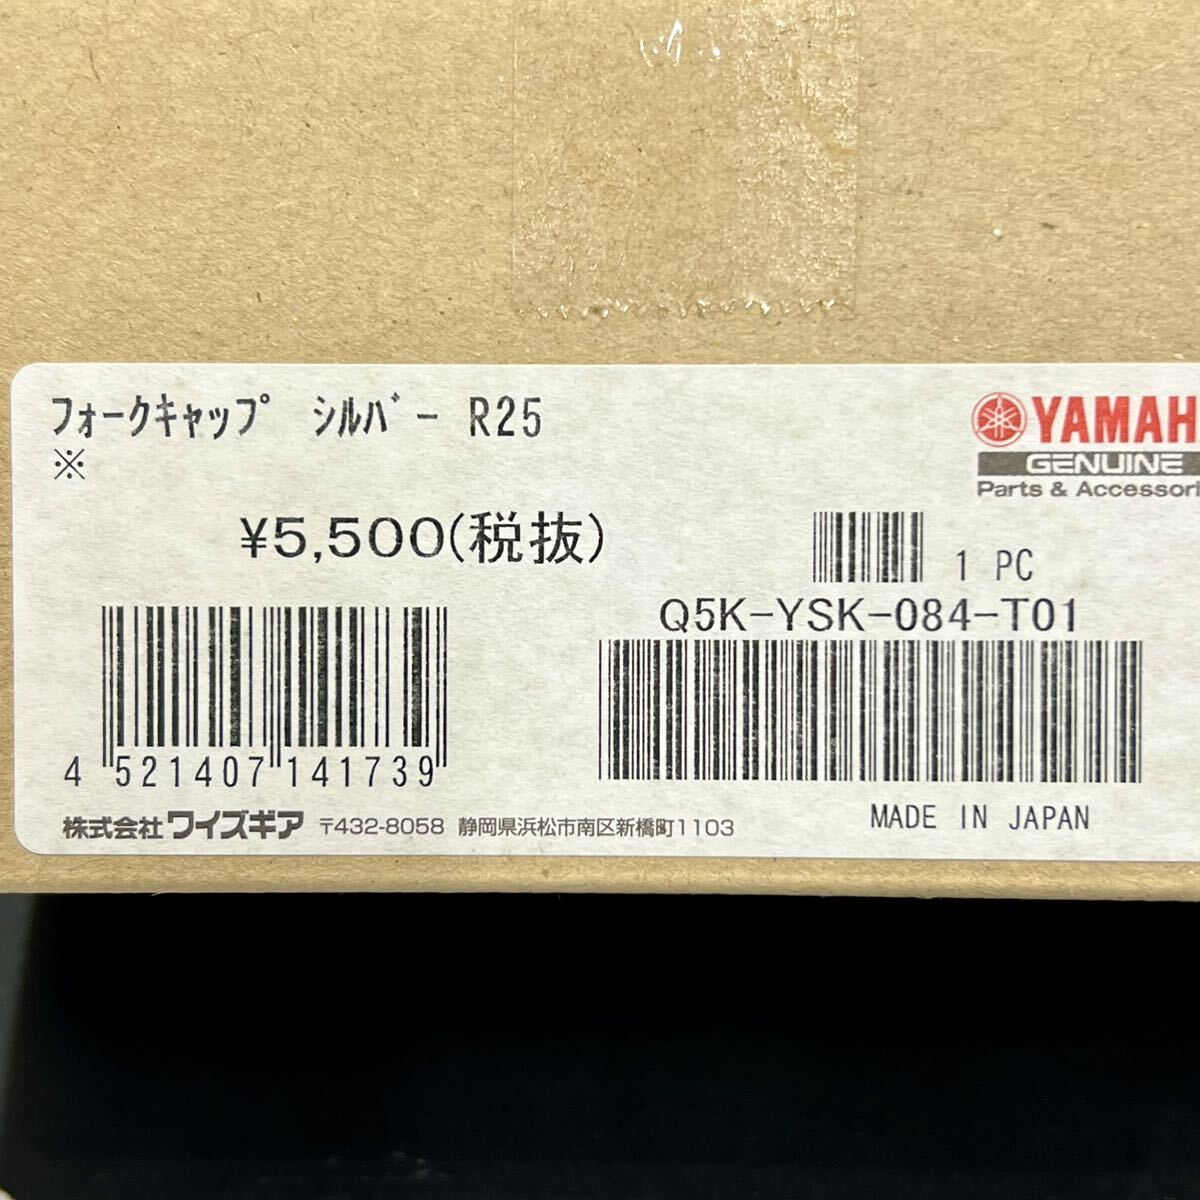 フォークキャップ シルバー R25
※
YAMAH
GENUINE
Parts & Accessori
¥5,500(税抜)
1 PC
Q5K-YSK-084-T01
4 521407 141739
株式会社ワイズギア 〒432-8058 静岡県浜松市南区新橋町1103
MADE IN JAPAN